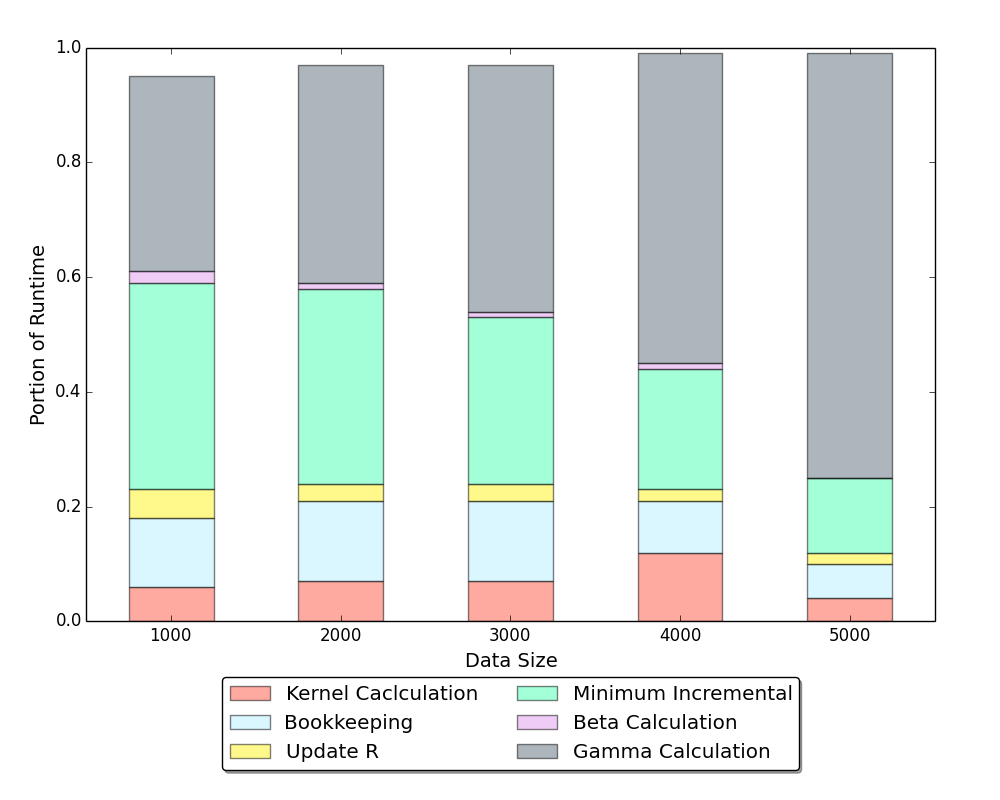 1.0
0.8
0.6
0.4
0.2
0.0
Portion of Runtime
1000 2000 3000 4000 5000
Data Size
Kernel Caclculation Minimum Incremental
Bookkeeping Beta Calculation
Update R Gamma Calculation